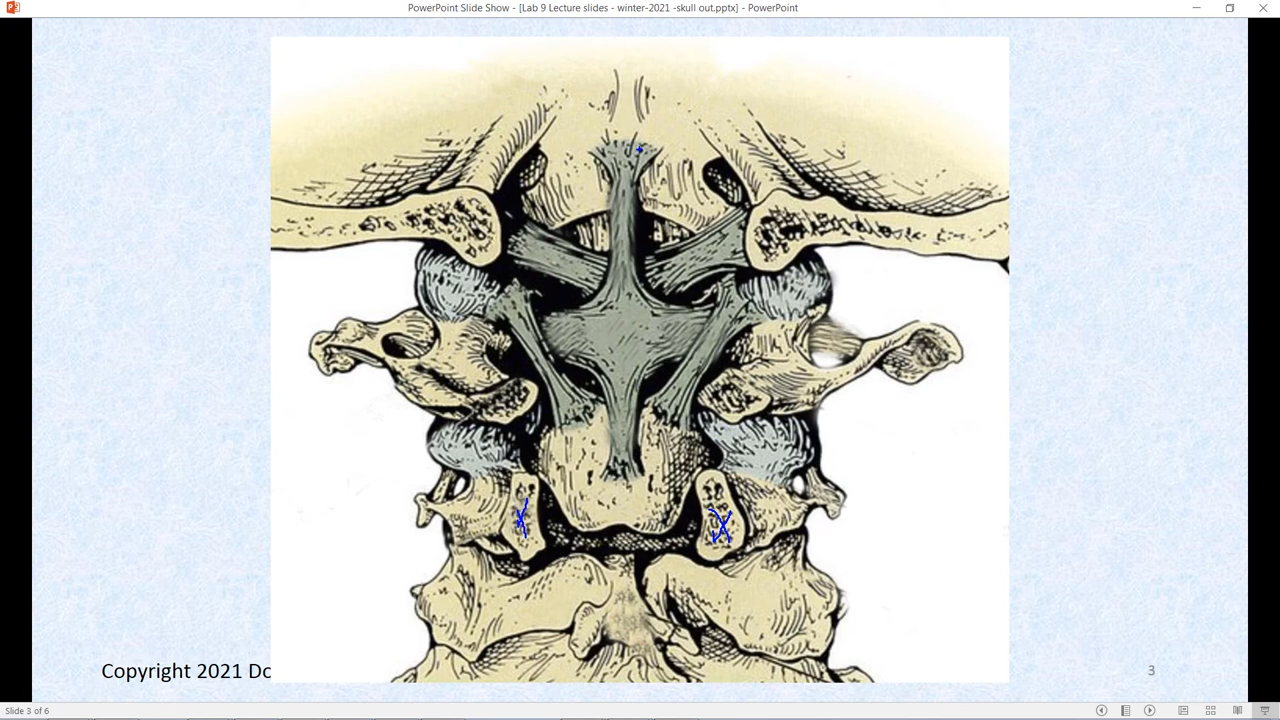 PowerPoint Slide Show - [Lab 9 Lecture slides - winter-2021 -skull out.pptx] - PowerPoint
Copyright 2021 Dc
3
Slide 3 of 6